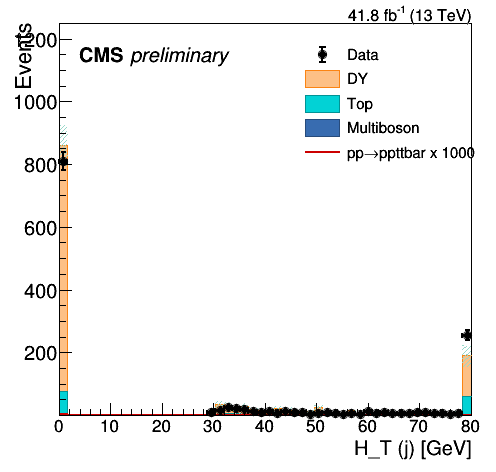 41.8 fb⁻¹ (13 TeV)
Events
CMS preliminary
Data
DY
Top
Multiboson
pp→ppttbar x 1000
1200
1000
800
600
400
200
0 10 20 30 40 50 60 70 80
H_T (j) [GeV]